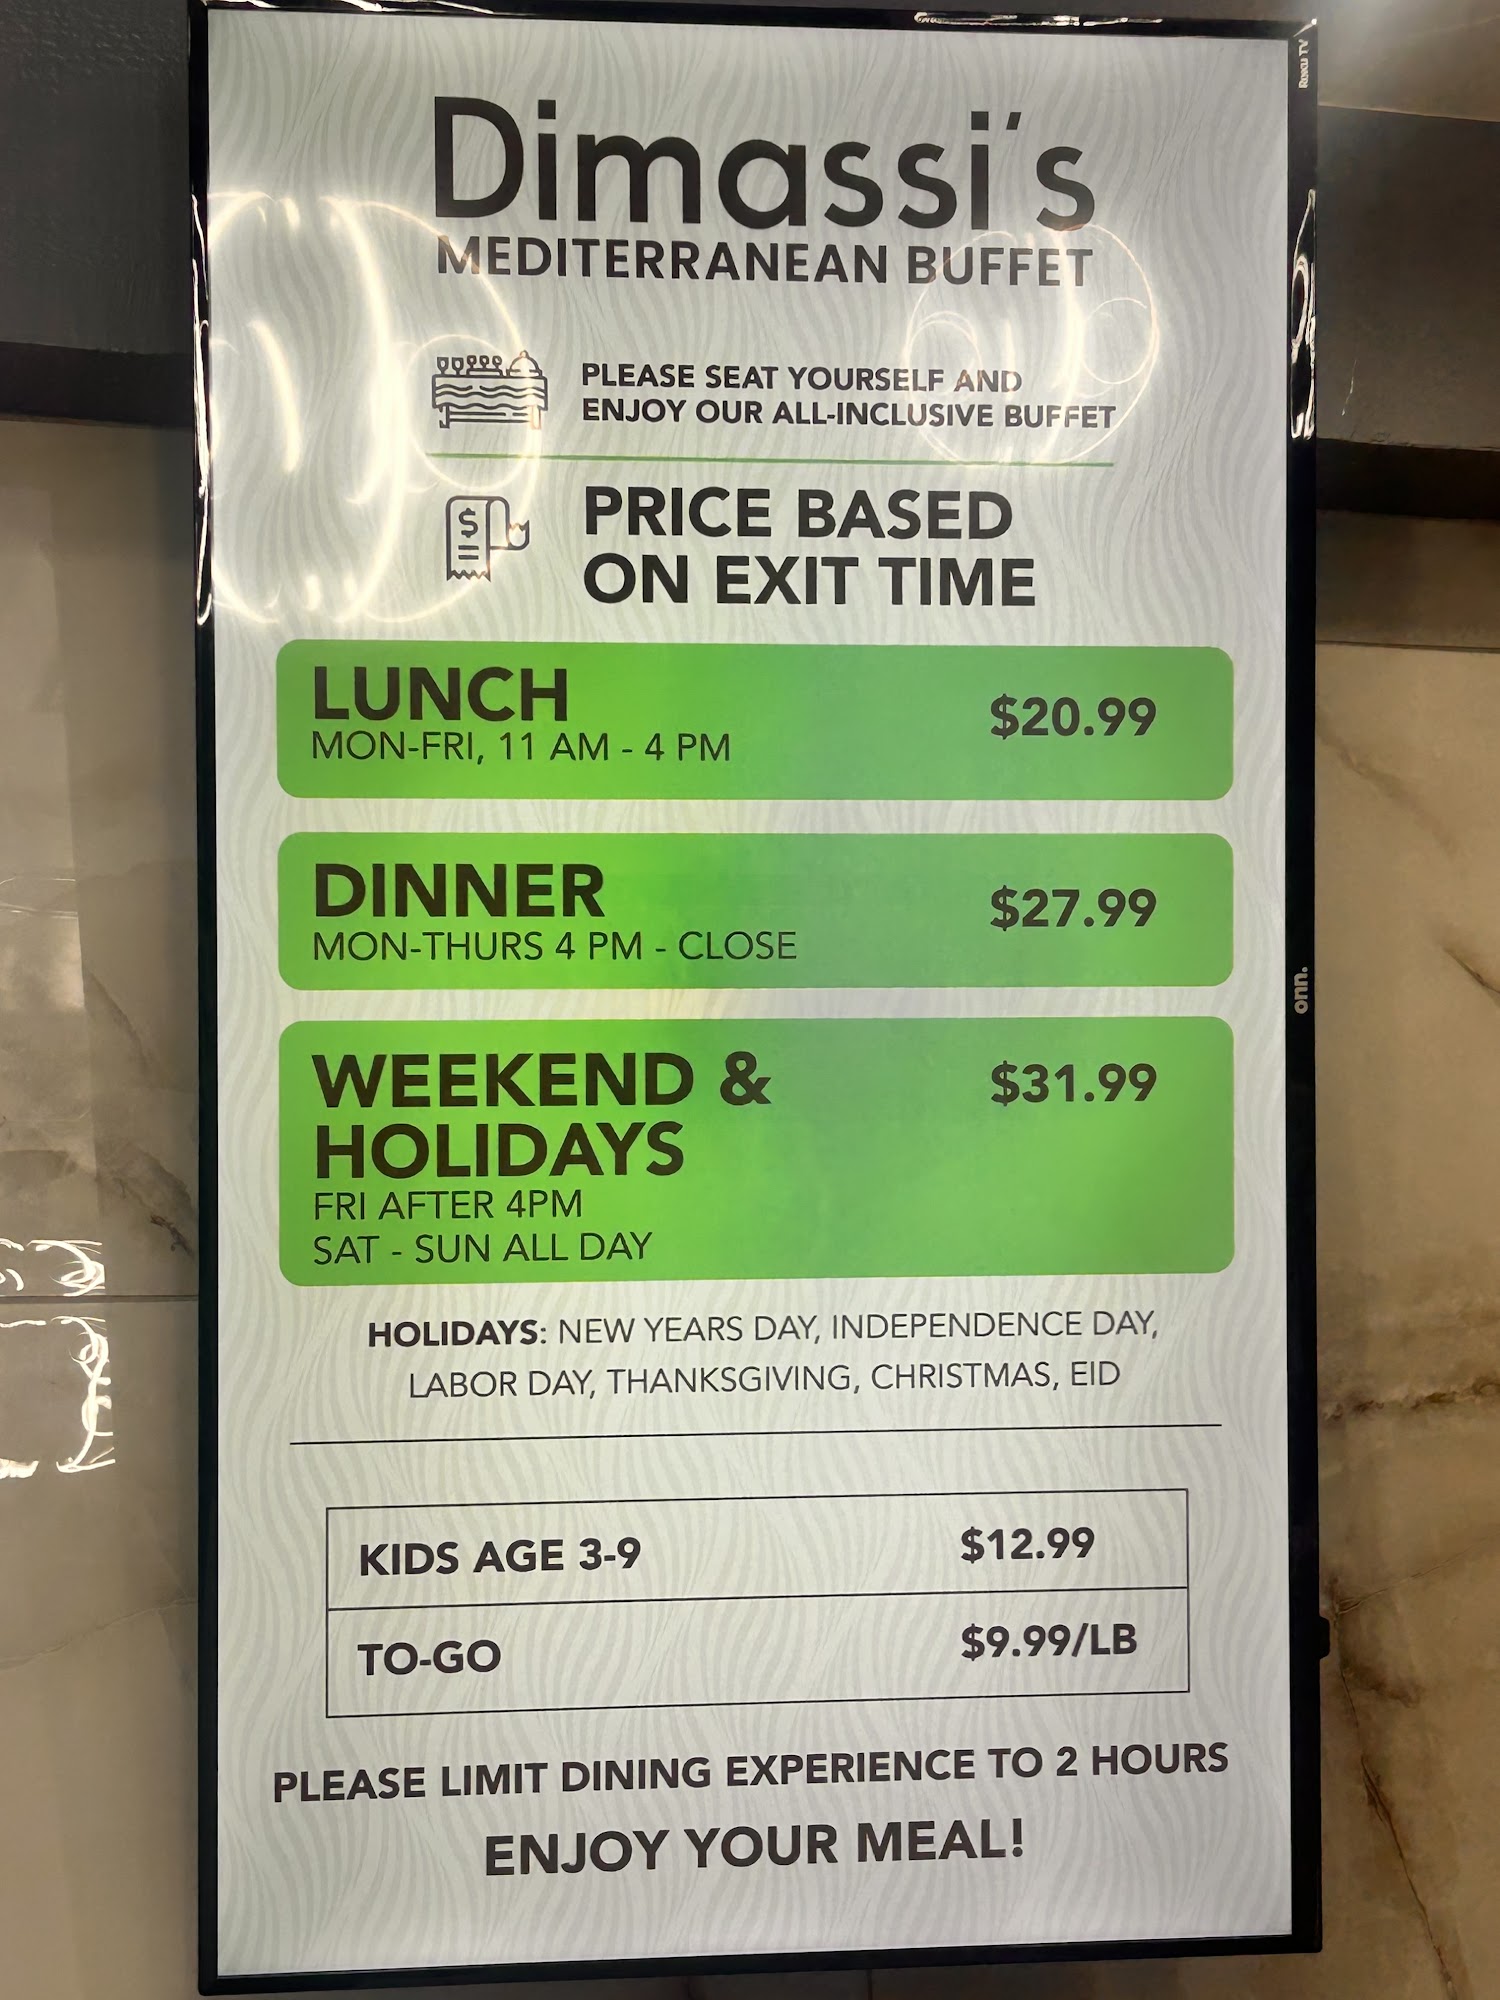 Dimassi's
MEDITERRANEAN BUFFET
PLEASE SEAT YOURSELF AND
ENJOY OUR ALL-INCLUSIVE BUFFET
$
PRICE BASED
ON EXIT TIME
LUNCH
MON-FRI, 11 AM - 4 PM
$20.99
DINNER
MON-THURS 4 PM - CLOSE
$27.99
WEEKEND &
HOLIDAYS
FRI AFTER 4PM
SAT - SUN ALL DAY
$31.99
HOLIDAYS: NEW YEARS DAY, INDEPENDENCE DAY,
LABOR DAY, THANKSGIVING, CHRISTMAS, EID
KIDS AGE 3-9 $12.99
TO-GO $9.99/LB
PLEASE LIMIT DINING EXPERIENCE TO 2 HOURS
ENJOY YOUR MEAL!
Roku TV
onn.